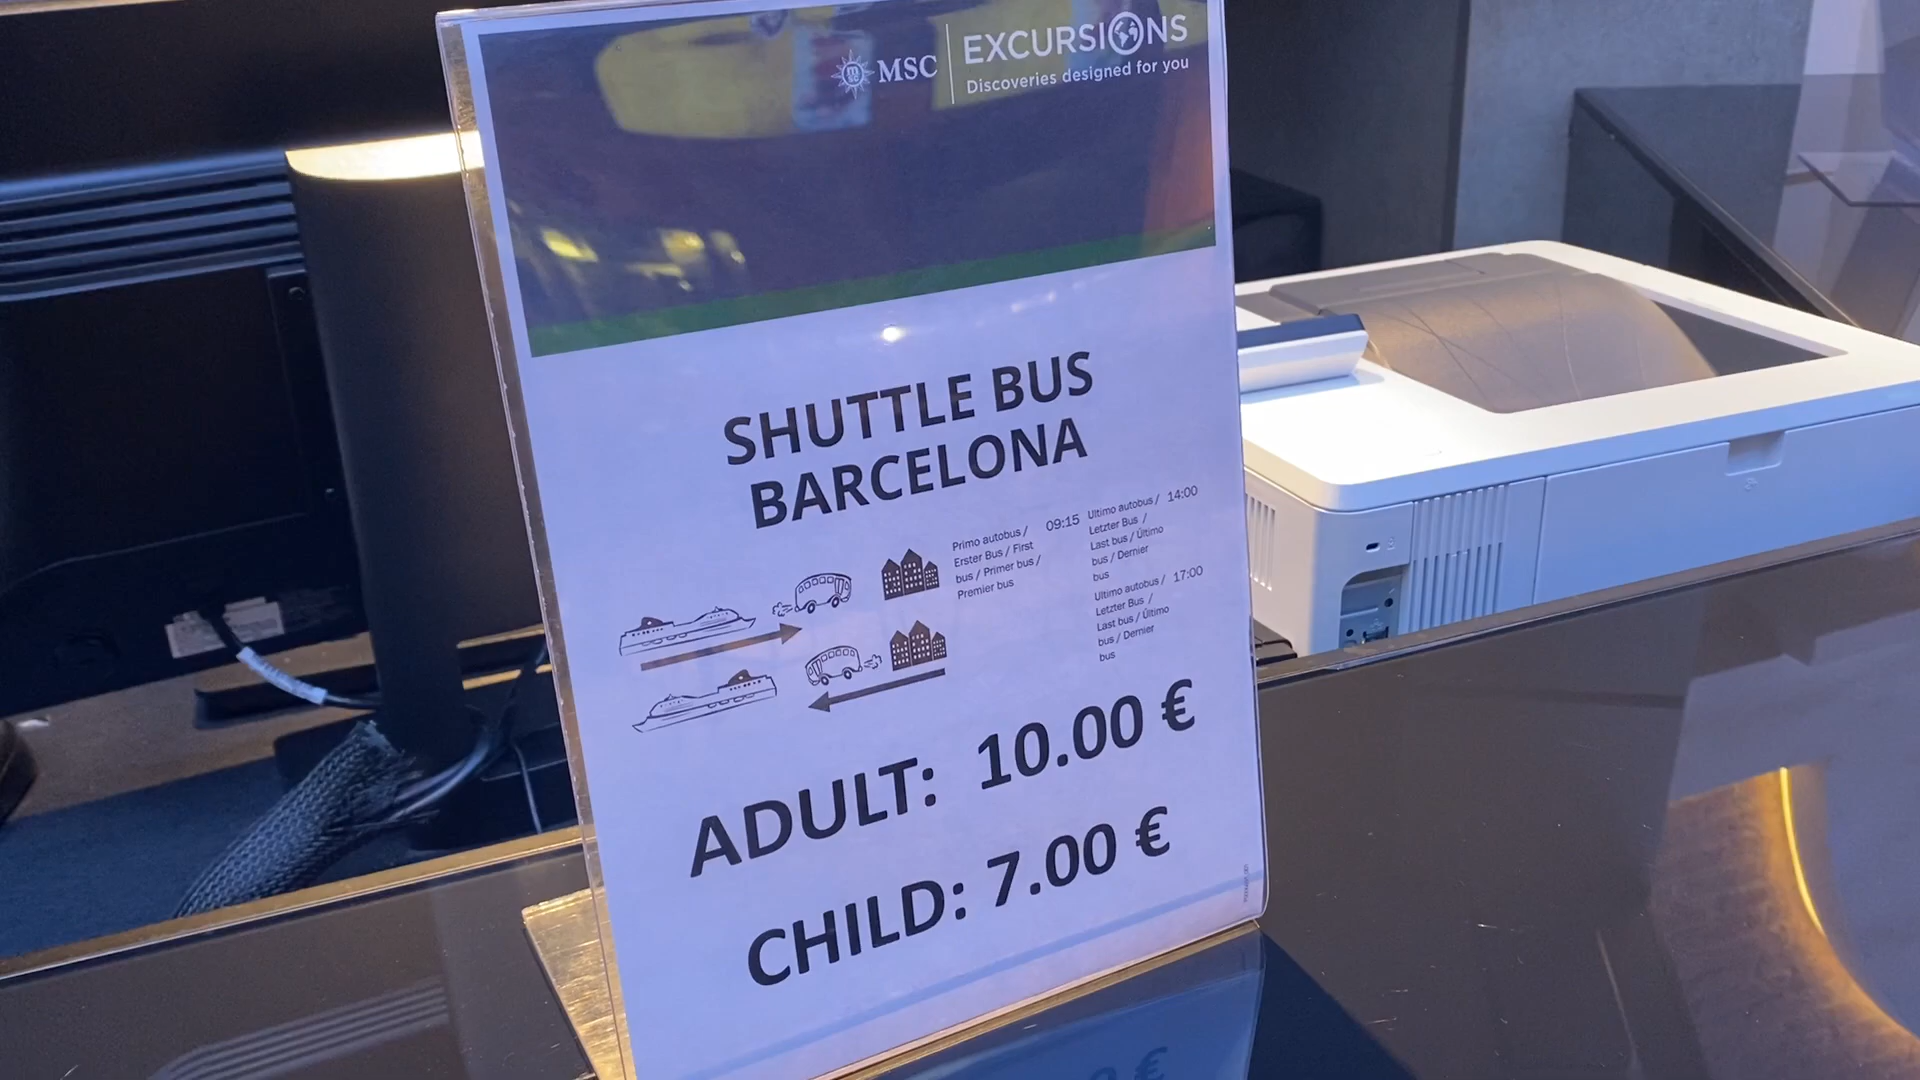 MSC
EXCURSIONS
Discoveries designed for you
SHUTTLE BUS
BARCELONA
Primo autobus /
Erster Bus / First
bus / Primer bus /
Premier bus
09:15
Ultimo autobus /
Letzter Bus /
Last bus / Último
bus / Dernier
bus
14:00
Ultimo autobus /
Letzter Bus /
Last bus / Último
bus / Dernier
bus
17:00
ADULT: 10.00 €
CHILD: 7.00 €